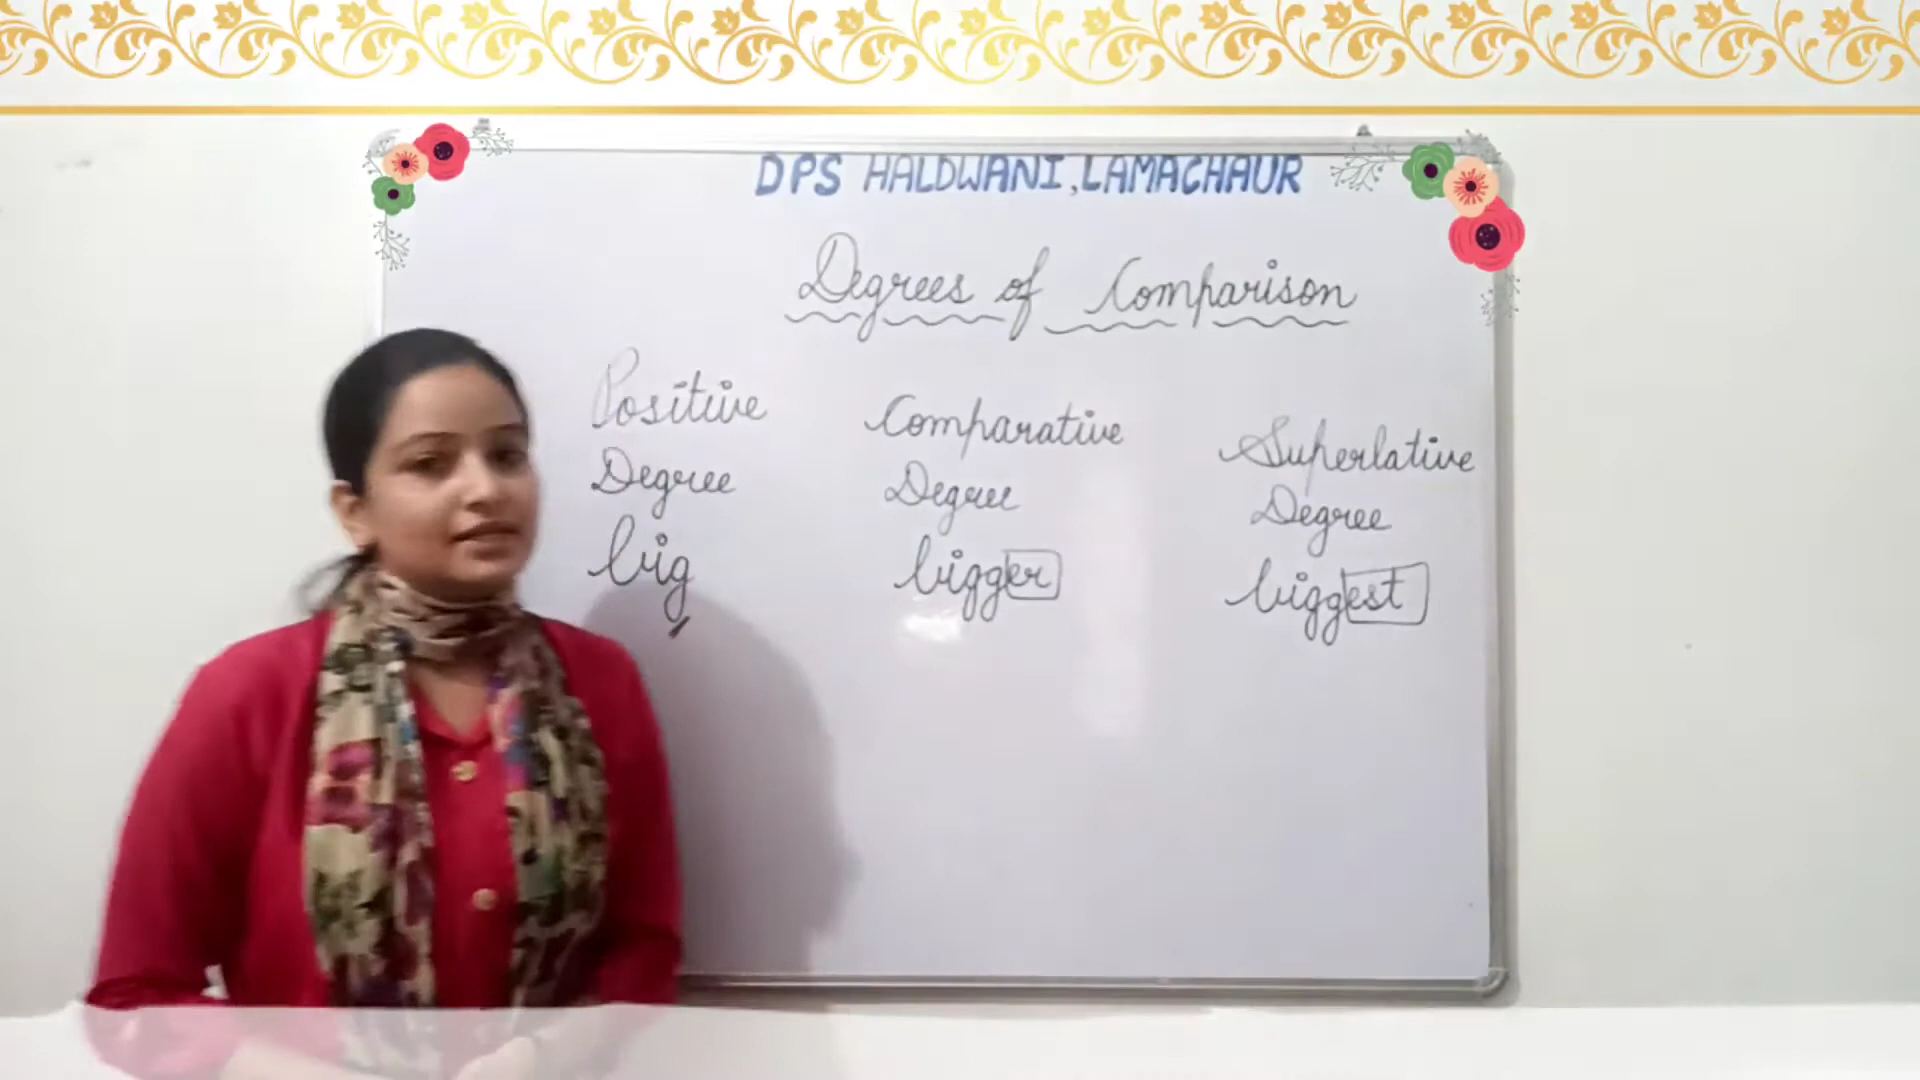 DPS HALDWANI, LAMACHAUR
Degrees of Comparison
Positive Degree
big
Comparative Degree
bigger
Superlative Degree
biggest